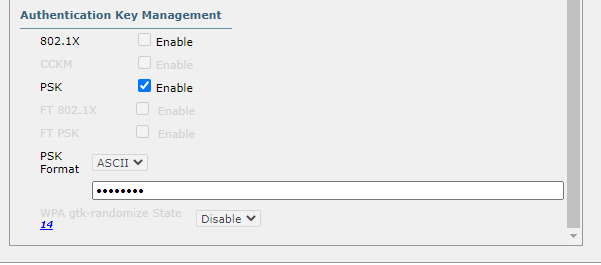 Authentication Key Management
802.1X Enable
CCKM Enable
PSK Enable
FT 802.1X Enable
FT PSK Enable
PSK
Format ASCII
••••••••
WPA gtk-randomize State Disable
14